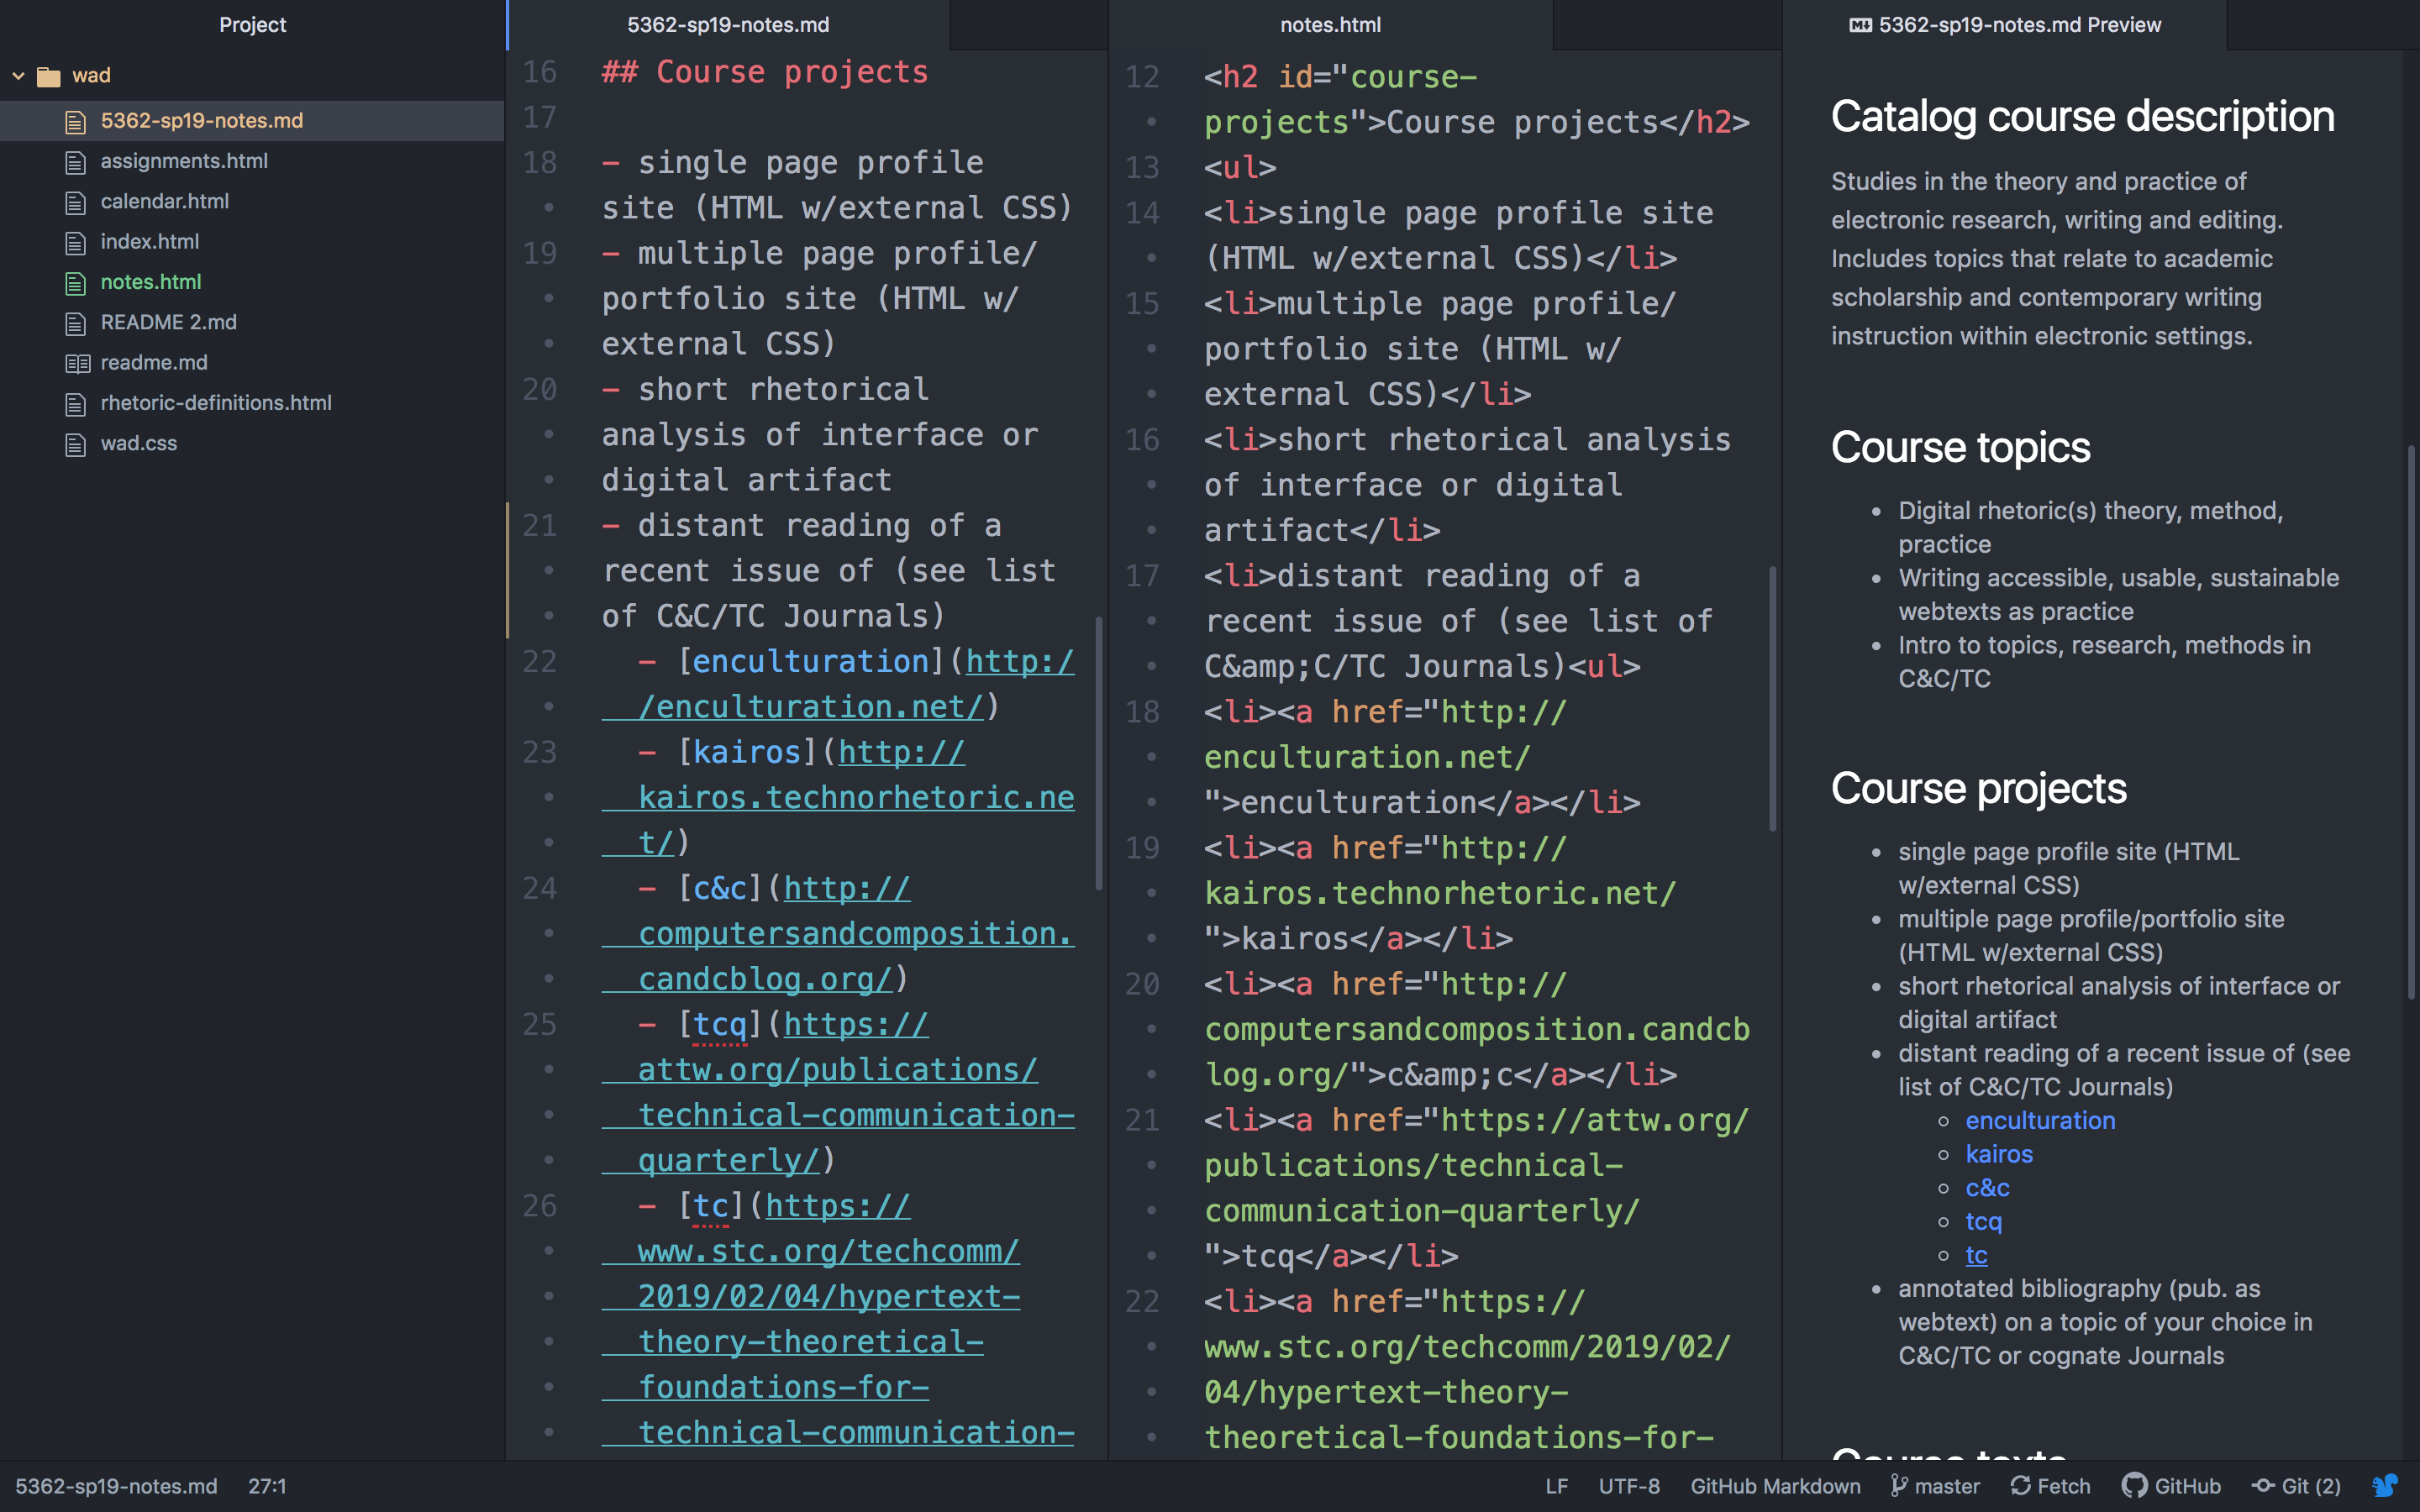 Project
wad
5362-sp19-notes.md
assignments.html
calendar.html
index.html
notes.html
README 2.md
readme.md
rhetoric-definitions.html
wad.css
5362-sp19-notes.md
16 ## Course projects
17
18 - single page profile
• site (HTML w/external CSS)
19 - multiple page profile/
• portfolio site (HTML w/
• external CSS)
20 - short rhetorical
• analysis of interface or
• digital artifact
21 - distant reading of a
• recent issue of (see list
• of C&C/TC Journals)
22 - [enculturation](http:/
• /enculturation.net/)
23 - [kairos](http://
• kairos.technorhetoric.ne
• t/)
24 - [c&c](http://
• computersandcomposition.
• candcblog.org/)
25 - [tcq](https://
• attw.org/publications/
• technical-communication-
• quarterly/)
26 - [tc](https://
• www.stc.org/techcomm/
• 2019/02/04/hypertext-
• theory-theoretical-
• foundations-for-
• technical-communication-
notes.html
12 <h2 id="course-
• projects">Course projects</h2>
13 <ul>
14 <li>single page profile site
• (HTML w/external CSS)</li>
15 <li>multiple page profile/
• portfolio site (HTML w/
• external CSS)</li>
16 <li>short rhetorical analysis
• of interface or digital
• artifact</li>
17 <li>distant reading of a
• recent issue of (see list of
• C&amp;C/TC Journals)<ul>
18 <li><a href="http://
• enculturation.net/
• ">enculturation</a></li>
19 <li><a href="http://
• kairos.technorhetoric.net/
• ">kairos</a></li>
20 <li><a href="http://
• computersandcomposition.candcb
• log.org/">c&amp;c</a></li>
21 <li><a href="https://attw.org/
• publications/technical-
• communication-quarterly/
• ">tcq</a></li>
22 <li><a href="https://
• www.stc.org/techcomm/2019/02/
• 04/hypertext-theory-
• theoretical-foundations-for-
5362-sp19-notes.md Preview
Catalog course description
Studies in the theory and practice of
electronic research, writing and editing.
Includes topics that relate to academic
scholarship and contemporary writing
instruction within electronic settings.
Course topics
• Digital rhetoric(s) theory, method,
practice
• Writing accessible, usable, sustainable
webtexts as practice
• Intro to topics, research, methods in
C&C/TC
Course projects
• single page profile site (HTML
w/external CSS)
• multiple page profile/portfolio site
(HTML w/external CSS)
• short rhetorical analysis of interface or
digital artifact
• distant reading of a recent issue of (see
list of C&C/TC Journals)
◦ enculturation
◦ kairos
◦ c&c
◦ tcq
◦ tc
• annotated bibliography (pub. as
webtext) on a topic of your choice in
C&C/TC or cognate Journals
Course texts
5362-sp19-notes.md 27:1 LF UTF-8 GitHub Markdown master Fetch GitHub Git (2)